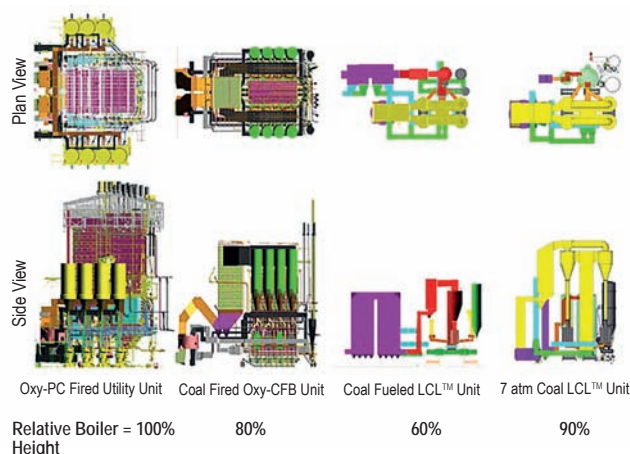 Plan View
Side View
Oxy-PC Fired Utility Unit
Coal Fired Oxy-CFB Unit
Coal Fueled LCL™ Unit
7 atm Coal LCL™ Unit
Relative Boiler = 100% 80% 60% 90%
Height